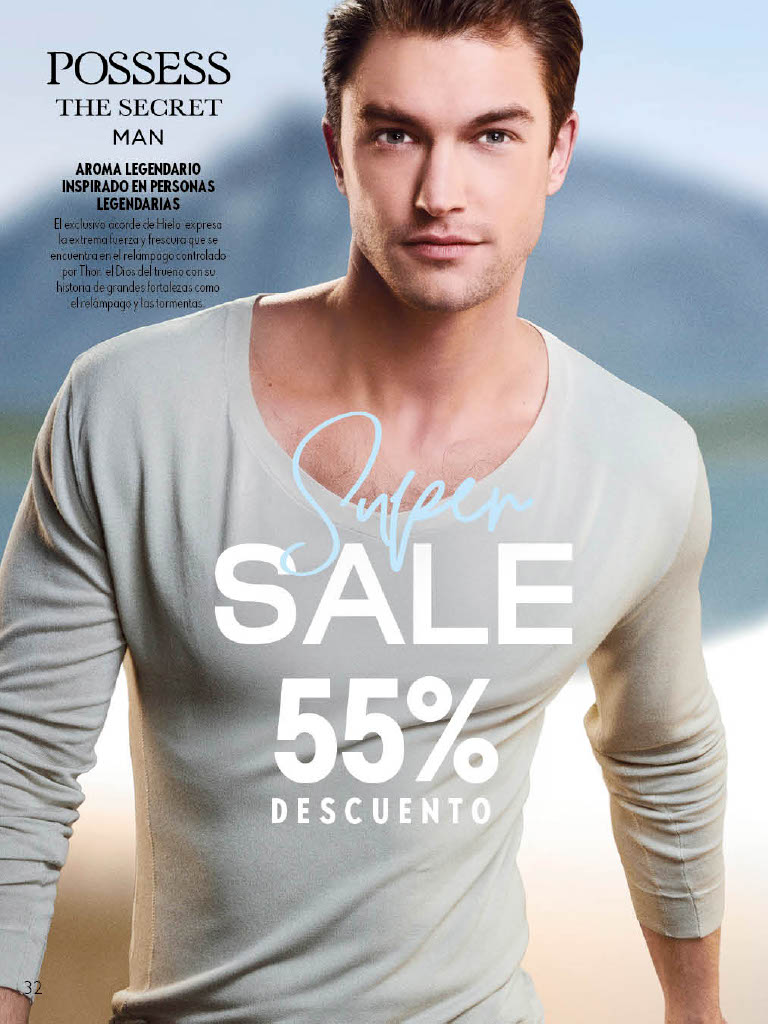 POSSESS
THE SECRET
MAN
AROMA LEGENDARIO
INSPIRADO EN PERSONAS
LEGENDARIAS
El exclusivo acorde de Hielo expresa
la extrema fuerza y frescura que se
encuentra en el relámpago controlado
por Thor, el Dios del trueno con su
historia de grandes fortalezas como
el relámpago y las tormentas.
Super
SALE
55%
DESCUENTO
32